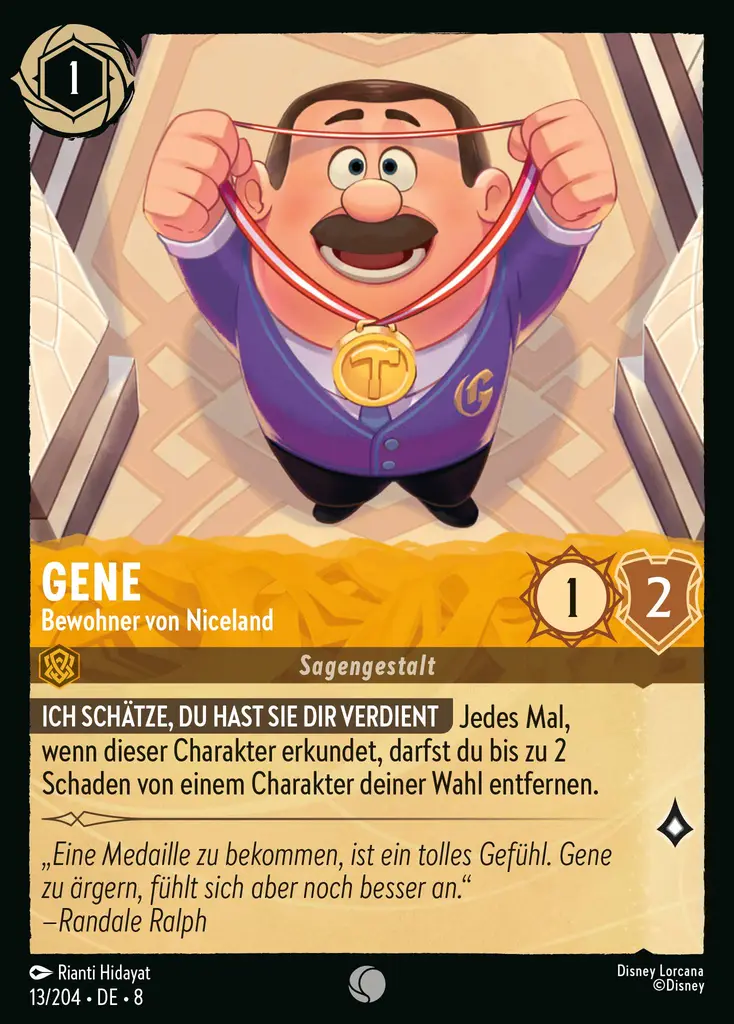 1
G
GENE
Bewohner von Niceland
1
2
Sagengestalt
ICH SCHÄTZE, DU HAST SIE DIR VERDIENT Jedes Mal,
wenn dieser Charakter erkundet, darfst du bis zu 2
Schaden von einem Charakter deiner Wahl entfernen.
„Eine Medaille zu bekommen, ist ein tolles Gefühl. Gene
zu ärgern, fühlt sich aber noch besser an.“
–Randale Ralph
Rianti Hidayat
13/204 • DE • 8
Disney Lorcana
©Disney